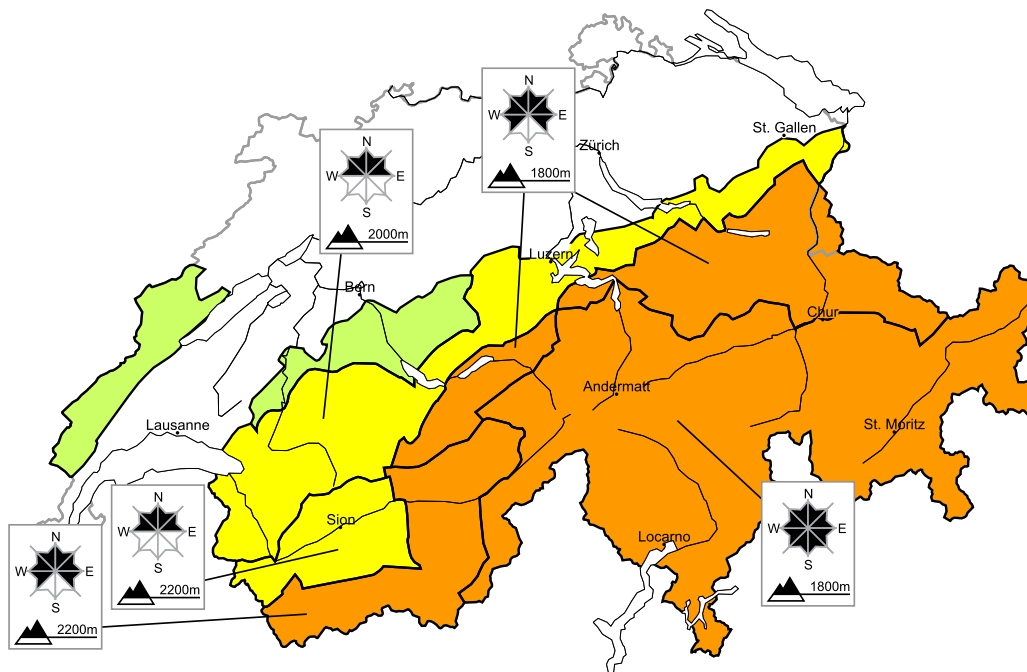 N
W E
S
1800m
St. Gallen
Zürich
N
W E
S
2000m
Luzern
Bern
Chur
Andermatt
Lausanne
St. Moritz
N
W E
S
2200m
Sion
N
W E
S
1800m
Locarno
N
W E
S
2200m